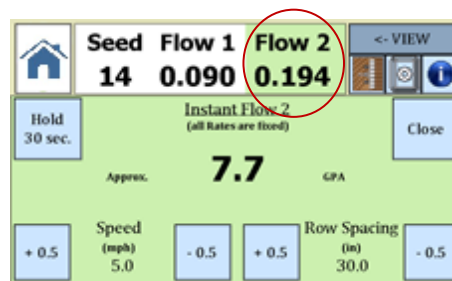 Seed Flow 1 Flow 2 <- VIEW
14 0.090 0.194
Hold
30 sec.
Instant Flow 2
(all Rates are fixed)
Close
Approx. 7.7 GPA
Speed
(mph)
5.0
Row Spacing
(in)
30.0
+ 0.5 - 0.5 + 0.5 - 0.5